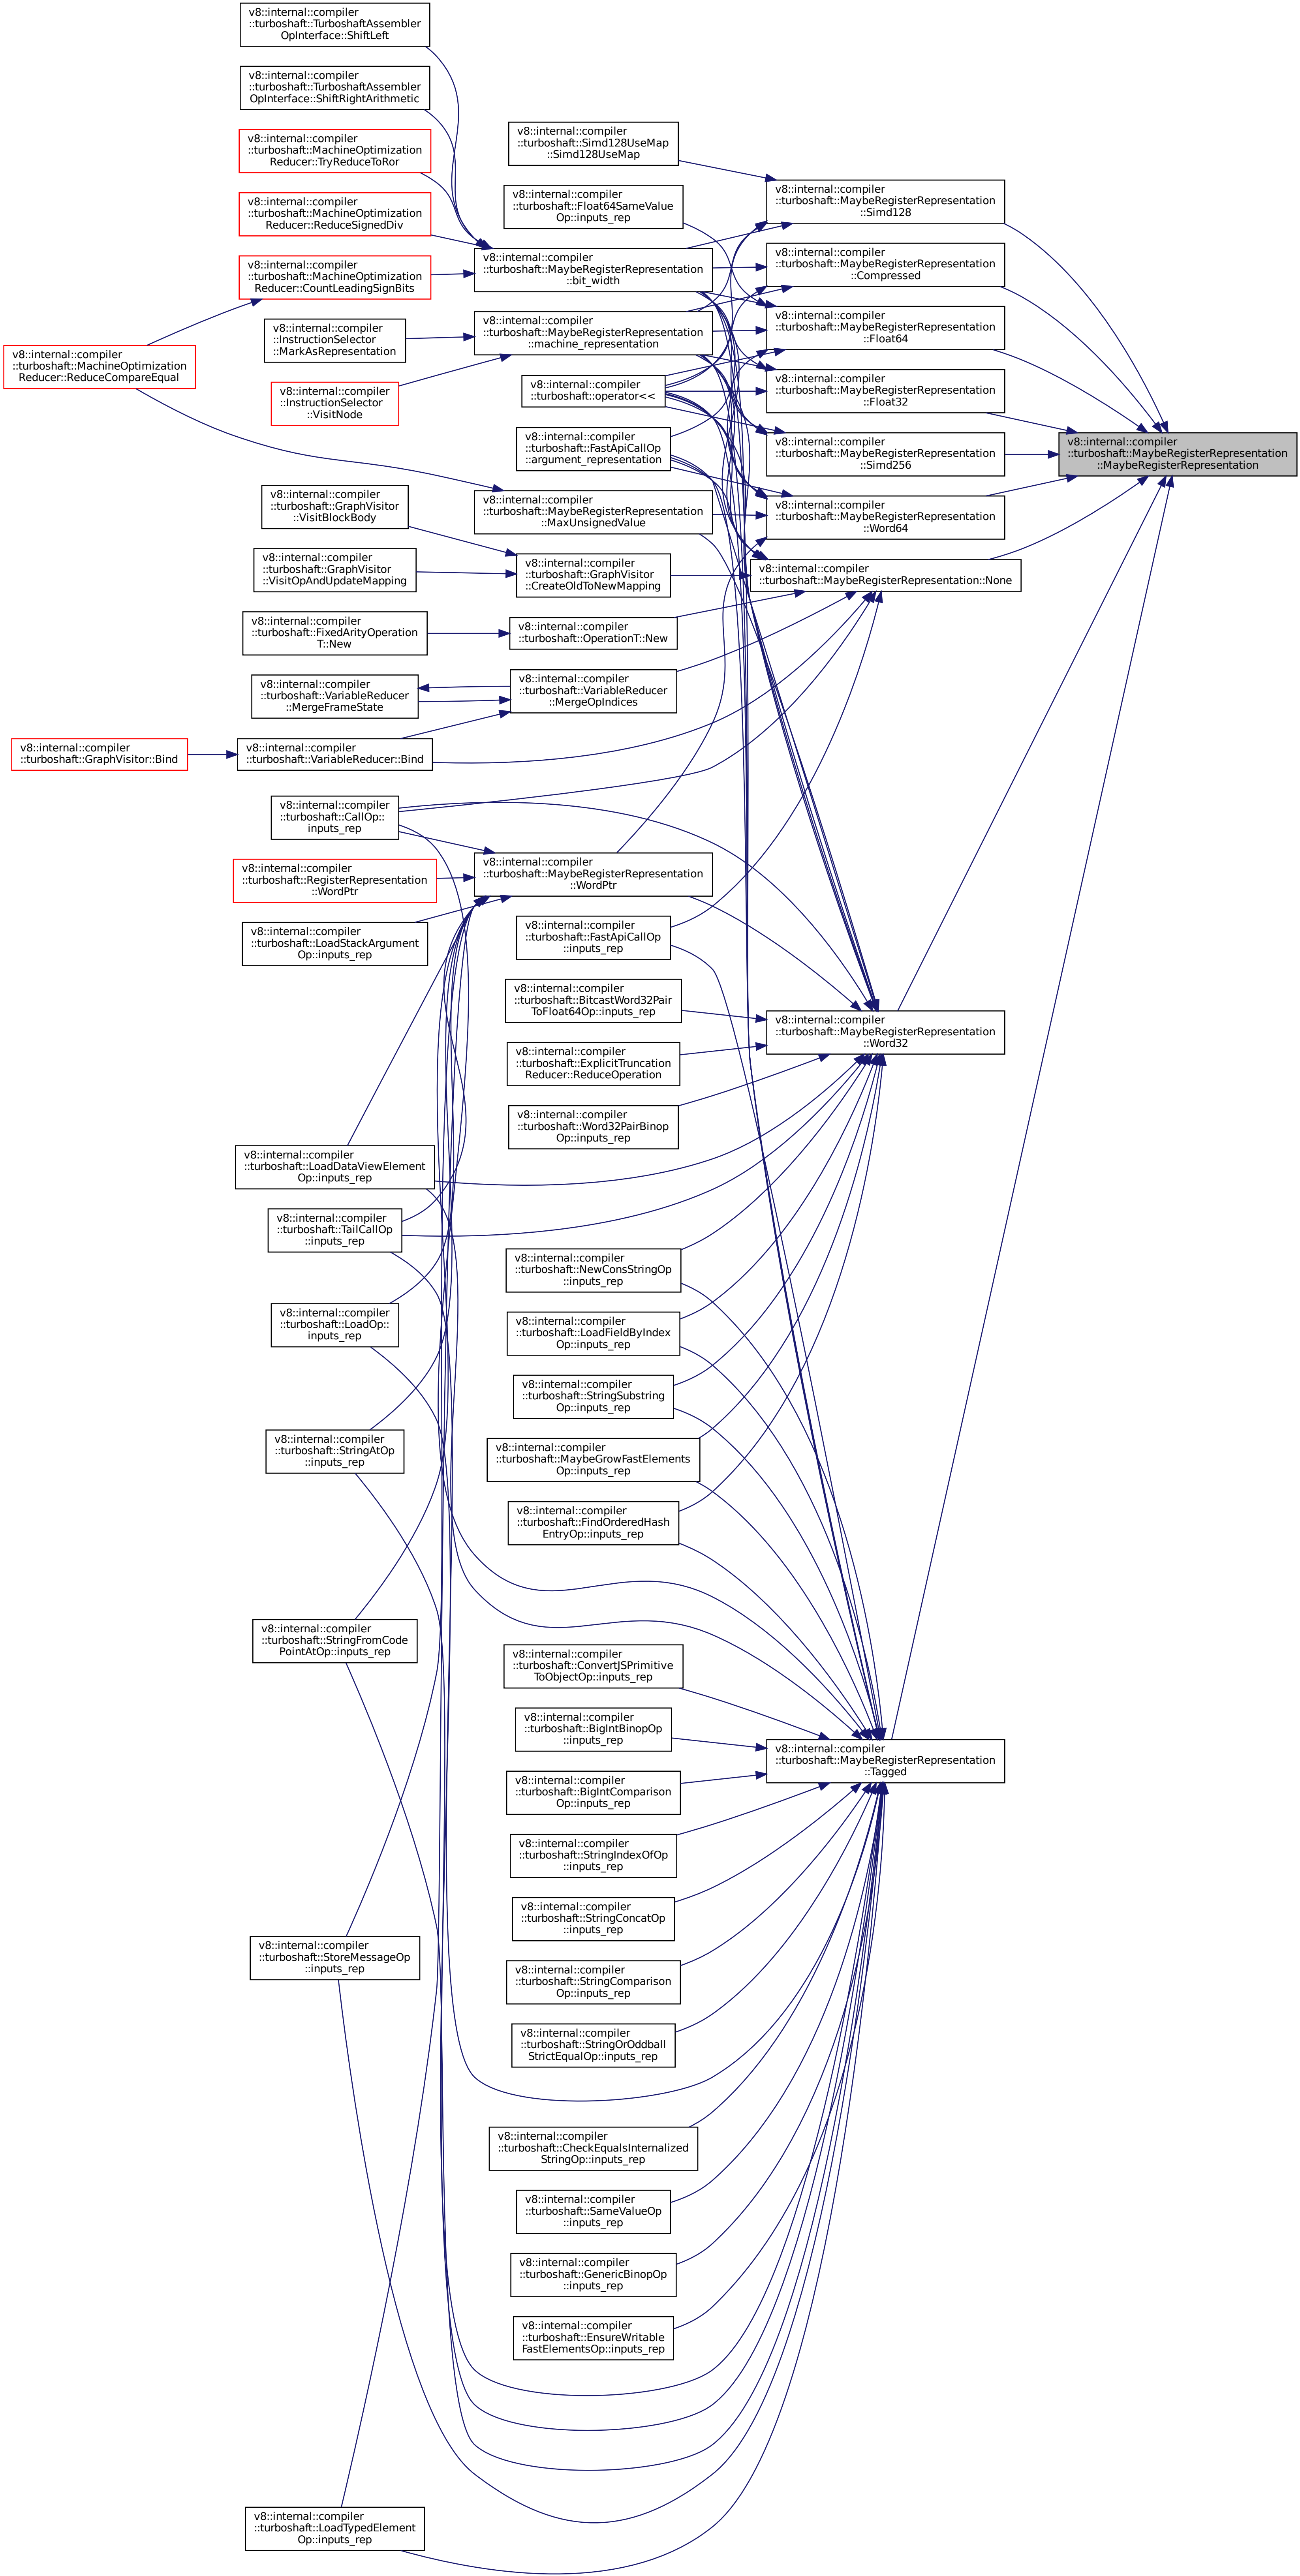 v8::internal::compiler
::turboshaft::TurboshaftAssembler
OpInterface::ShiftLeft
v8::internal::compiler
::turboshaft::TurboshaftAssembler
OpInterface::ShiftRightArithmetic
v8::internal::compiler
::turboshaft::MachineOptimization
Reducer::TryReduceToRor
v8::internal::compiler
::turboshaft::MachineOptimization
Reducer::ReduceSignedDiv
v8::internal::compiler
::turboshaft::MachineOptimization
Reducer::CountLeadingSignBits
v8::internal::compiler
::InstructionSelector
::MarkAsRepresentation
v8::internal::compiler
::turboshaft::MachineOptimization
Reducer::ReduceCompareEqual
v8::internal::compiler
::InstructionSelector
::VisitNode
v8::internal::compiler
::turboshaft::GraphVisitor
::VisitBlockBody
v8::internal::compiler
::turboshaft::GraphVisitor
::VisitOpAndUpdateMapping
v8::internal::compiler
::turboshaft::FixedArityOperation
T::New
v8::internal::compiler
::turboshaft::VariableReducer
::MergeFrameState
v8::internal::compiler
::turboshaft::GraphVisitor::Bind
v8::internal::compiler
::turboshaft::VariableReducer::Bind
v8::internal::compiler
::turboshaft::CallOp::
inputs_rep
v8::internal::compiler
::turboshaft::RegisterRepresentation
::WordPtr
v8::internal::compiler
::turboshaft::LoadStackArgument
Op::inputs_rep
v8::internal::compiler
::turboshaft::LoadDataViewElement
Op::inputs_rep
v8::internal::compiler
::turboshaft::TailCallOp
::inputs_rep
v8::internal::compiler
::turboshaft::LoadOp::
inputs_rep
v8::internal::compiler
::turboshaft::StringAtOp
::inputs_rep
v8::internal::compiler
::turboshaft::StringFromCode
PointAtOp::inputs_rep
v8::internal::compiler
::turboshaft::StoreMessageOp
::inputs_rep
v8::internal::compiler
::turboshaft::LoadTypedElement
Op::inputs_rep
v8::internal::compiler
::turboshaft::Simd128UseMap
::Simd128UseMap
v8::internal::compiler
::turboshaft::Float64SameValue
Op::inputs_rep
v8::internal::compiler
::turboshaft::MaybeRegisterRepresentation
::bit_width
v8::internal::compiler
::turboshaft::MaybeRegisterRepresentation
::machine_representation
v8::internal::compiler
::turboshaft::operator<<
v8::internal::compiler
::turboshaft::FastApiCallOp
::argument_representation
v8::internal::compiler
::turboshaft::MaybeRegisterRepresentation
::MaxUnsignedValue
v8::internal::compiler
::turboshaft::GraphVisitor
::CreateOldToNewMapping
v8::internal::compiler
::turboshaft::OperationT::New
v8::internal::compiler
::turboshaft::VariableReducer
::MergeOpIndices
v8::internal::compiler
::turboshaft::MaybeRegisterRepresentation
::WordPtr
v8::internal::compiler
::turboshaft::FastApiCallOp
::inputs_rep
v8::internal::compiler
::turboshaft::BitcastWord32Pair
ToFloat64Op::inputs_rep
v8::internal::compiler
::turboshaft::ExplicitTruncation
Reducer::ReduceOperation
v8::internal::compiler
::turboshaft::Word32PairBinop
Op::inputs_rep
v8::internal::compiler
::turboshaft::NewConsStringOp
::inputs_rep
v8::internal::compiler
::turboshaft::LoadFieldByIndex
Op::inputs_rep
v8::internal::compiler
::turboshaft::StringSubstring
Op::inputs_rep
v8::internal::compiler
::turboshaft::MaybeGrowFastElements
Op::inputs_rep
v8::internal::compiler
::turboshaft::FindOrderedHash
EntryOp::inputs_rep
v8::internal::compiler
::turboshaft::ConvertJSPrimitive
ToObjectOp::inputs_rep
v8::internal::compiler
::turboshaft::BigIntBinopOp
::inputs_rep
v8::internal::compiler
::turboshaft::BigIntComparison
Op::inputs_rep
v8::internal::compiler
::turboshaft::StringIndexOfOp
::inputs_rep
v8::internal::compiler
::turboshaft::StringConcatOp
::inputs_rep
v8::internal::compiler
::turboshaft::StringComparison
Op::inputs_rep
v8::internal::compiler
::turboshaft::StringOrOddball
StrictEqualOp::inputs_rep
v8::internal::compiler
::turboshaft::CheckEqualsInternalized
StringOp::inputs_rep
v8::internal::compiler
::turboshaft::SameValueOp
::inputs_rep
v8::internal::compiler
::turboshaft::GenericBinopOp
::inputs_rep
v8::internal::compiler
::turboshaft::EnsureWritable
FastElementsOp::inputs_rep
v8::internal::compiler
::turboshaft::MaybeRegisterRepresentation
::Simd128
v8::internal::compiler
::turboshaft::MaybeRegisterRepresentation
::Compressed
v8::internal::compiler
::turboshaft::MaybeRegisterRepresentation
::Float64
v8::internal::compiler
::turboshaft::MaybeRegisterRepresentation
::Float32
v8::internal::compiler
::turboshaft::MaybeRegisterRepresentation
::Simd256
v8::internal::compiler
::turboshaft::MaybeRegisterRepresentation
::Word64
v8::internal::compiler
::turboshaft::MaybeRegisterRepresentation::None
v8::internal::compiler
::turboshaft::MaybeRegisterRepresentation
::Word32
v8::internal::compiler
::turboshaft::MaybeRegisterRepresentation
::Tagged
v8::internal::compiler
::turboshaft::MaybeRegisterRepresentation
::MaybeRegisterRepresentation